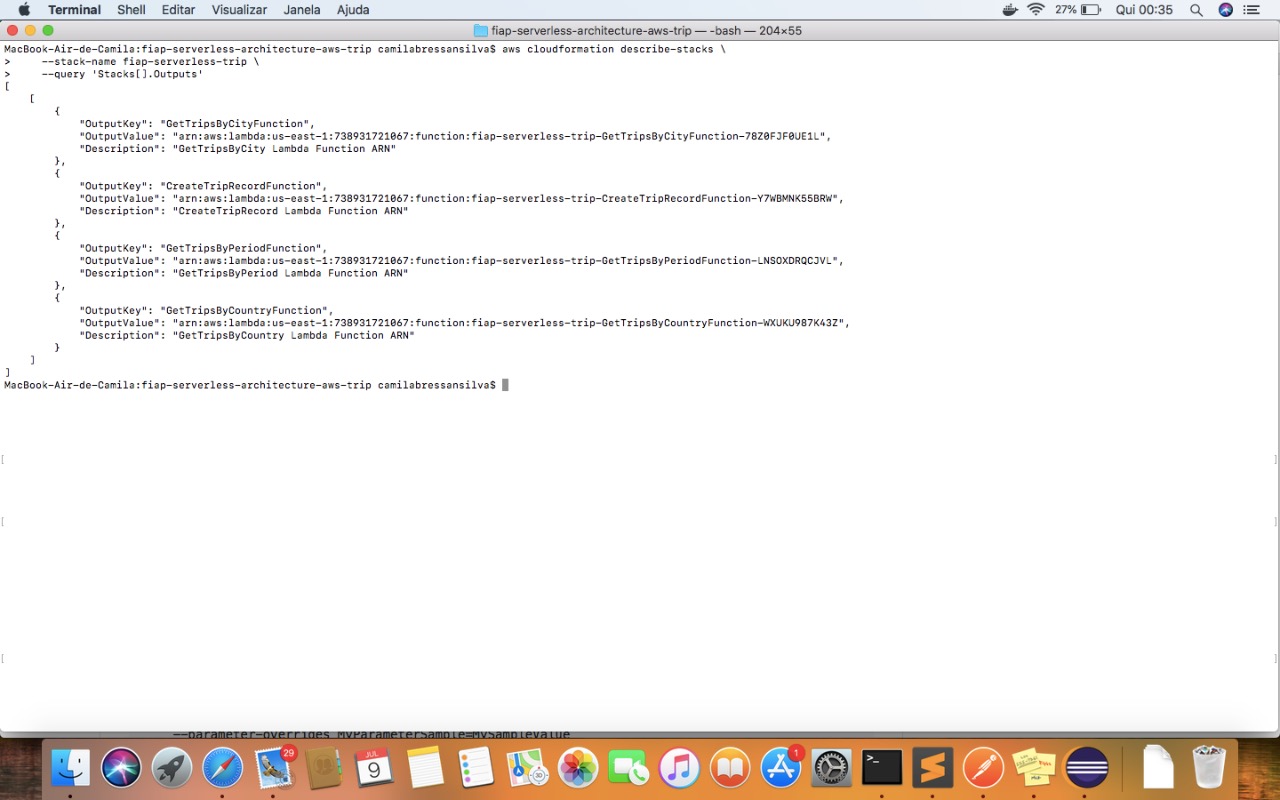 Terminal Shell Editar Visualizar Janela Ajuda 27% Qui 00:35
fiap-serverless-architecture-aws-trip — -bash — 204×55
MacBook-Air-de-Camila:fiap-serverless-architecture-aws-trip camilabressansilva$ aws cloudformation describe-stacks \
> --stack-name fiap-serverless-trip \
> --query 'Stacks[].Outputs'
[
[
{
"OutputKey": "GetTripsByCityFunction",
"OutputValue": "arn:aws:lambda:us-east-1:738931721067:function:fiap-serverless-trip-GetTripsByCityFunction-78Z0FJF0UE1L",
"Description": "GetTripsByCity Lambda Function ARN"
},
{
"OutputKey": "CreateTripRecordFunction",
"OutputValue": "arn:aws:lambda:us-east-1:738931721067:function:fiap-serverless-trip-CreateTripRecordFunction-Y7WBMNK55BRW",
"Description": "CreateTripRecord Lambda Function ARN"
},
{
"OutputKey": "GetTripsByPeriodFunction",
"OutputValue": "arn:aws:lambda:us-east-1:738931721067:function:fiap-serverless-trip-GetTripsByPeriodFunction-LNSOXDRQCJVL",
"Description": "GetTripsByPeriod Lambda Function ARN"
},
{
"OutputKey": "GetTripsByCountryFunction",
"OutputValue": "arn:aws:lambda:us-east-1:738931721067:function:fiap-serverless-trip-GetTripsByCountryFunction-WXUKU987K43Z",
"Description": "GetTripsByCountry Lambda Function ARN"
}
]
]
MacBook-Air-de-Camila:fiap-serverless-architecture-aws-trip camilabressansilva$
[ ]
[ ]
[ ]
--parameter-overrides MyParameterSample=MySampleValue
29
JUL
9
1